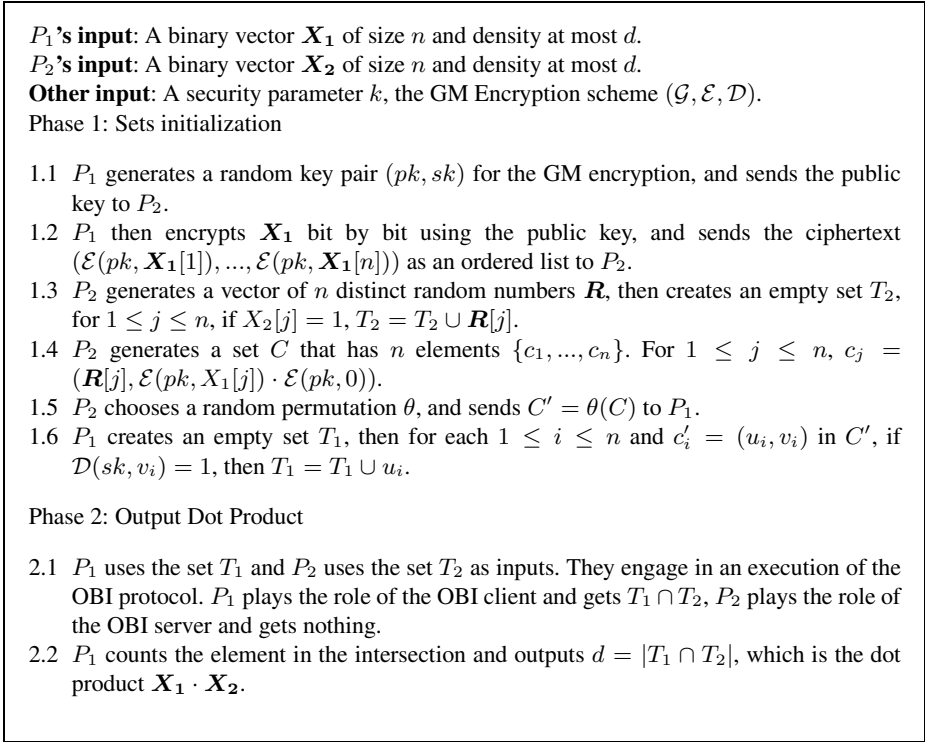 P₁'s input: A binary vector X₁ of size n and density at most d.
P₂'s input: A binary vector X₂ of size n and density at most d.
Other input: A security parameter k, the GM Encryption scheme (𝒢, ℰ, 𝒟).
Phase 1: Sets initialization
1.1 P₁ generates a random key pair (pk, sk) for the GM encryption, and sends the public
key to P₂.
1.2 P₁ then encrypts X₁ bit by bit using the public key, and sends the ciphertext
(ℰ(pk, X₁[1]), ..., ℰ(pk, X₁[n])) as an ordered list to P₂.
1.3 P₂ generates a vector of n distinct random numbers R, then creates an empty set T₂,
for 1 ≤ j ≤ n, if X₂[j] = 1, T₂ = T₂ ∪ R[j].
1.4 P₂ generates a set C that has n elements {c₁, ..., cₙ}. For 1 ≤ j ≤ n, cⱼ =
(R[j], ℰ(pk, X₁[j]) · ℰ(pk, 0)).
1.5 P₂ chooses a random permutation θ, and sends C′ = θ(C) to P₁.
1.6 P₁ creates an empty set T₁, then for each 1 ≤ i ≤ n and c′ᵢ = (uᵢ, vᵢ) in C′, if
𝒟(sk, vᵢ) = 1, then T₁ = T₁ ∪ uᵢ.
Phase 2: Output Dot Product
2.1 P₁ uses the set T₁ and P₂ uses the set T₂ as inputs. They engage in an execution of the
OBI protocol. P₁ plays the role of the OBI client and gets T₁ ∩ T₂, P₂ plays the role of
the OBI server and gets nothing.
2.2 P₁ counts the element in the intersection and outputs d = |T₁ ∩ T₂|, which is the dot
product X₁ · X₂.